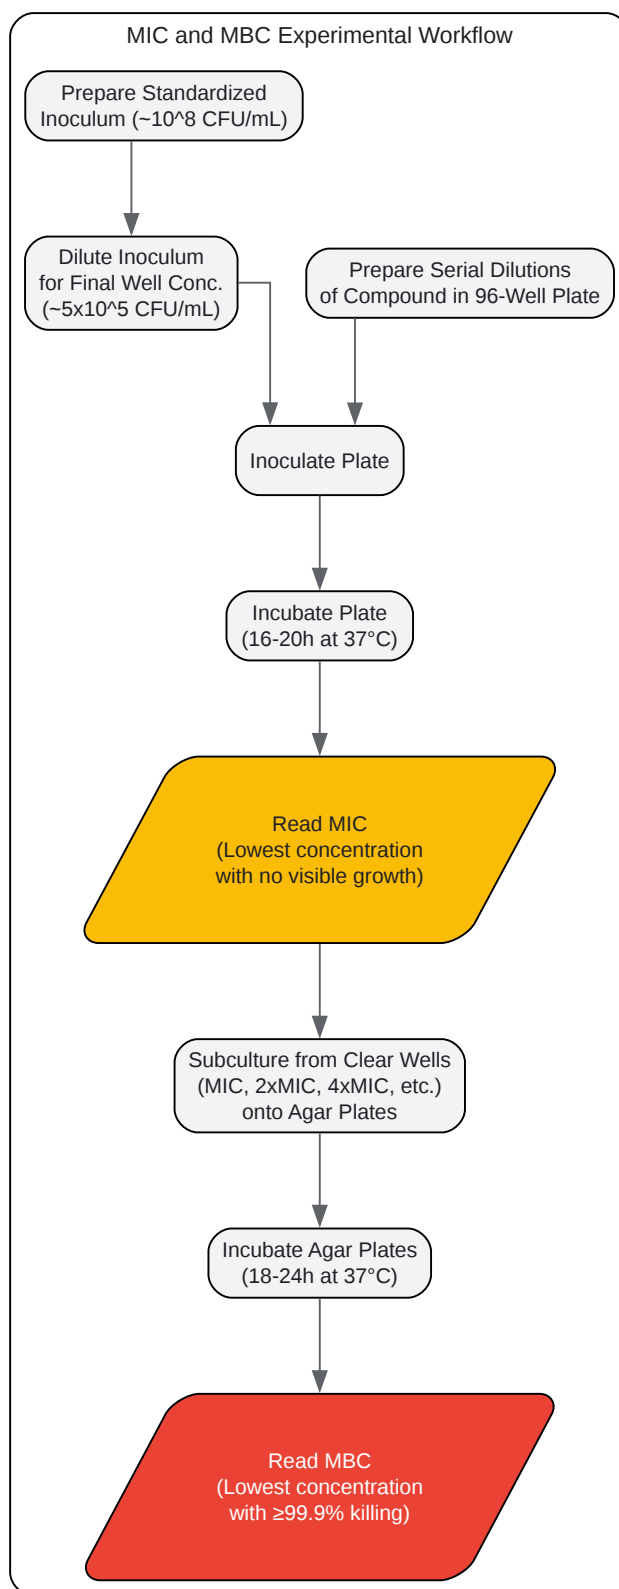 MIC and MBC Experimental Workflow
Prepare Standardized
Inoculum (~10^8 CFU/mL)
Dilute Inoculum
for Final Well Conc.
(~5x10^5 CFU/mL)
Prepare Serial Dilutions
of Compound in 96-Well Plate
Inoculate Plate
Incubate Plate
(16-20h at 37°C)
Read MIC
(Lowest concentration
with no visible growth)
Subculture from Clear Wells
(MIC, 2xMIC, 4xMIC, etc.)
onto Agar Plates
Incubate Agar Plates
(18-24h at 37°C)
Read MBC
(Lowest concentration
with ≥99.9% killing)